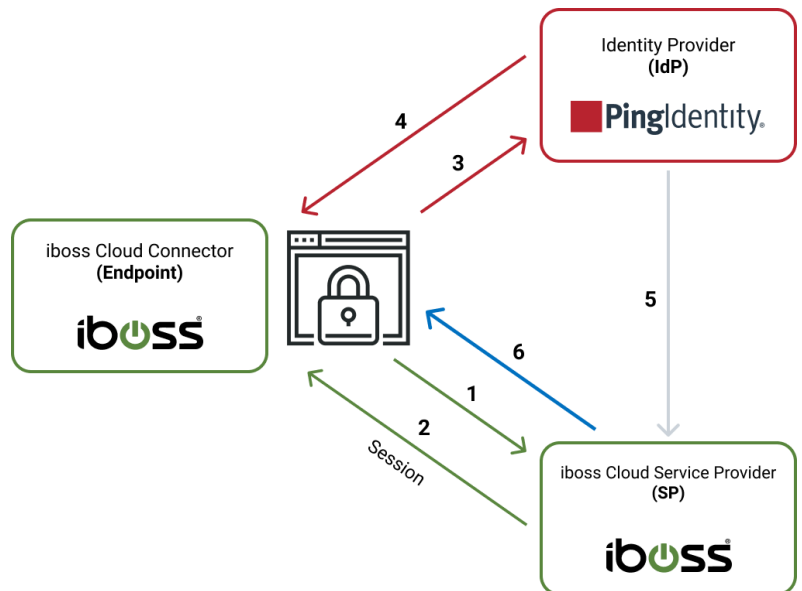 Identity Provider
(IdP)
PingIdentity®
4
3
iboss Cloud Connector
(Endpoint)
iboss®
5
6
1
2
Session
iboss Cloud Service Provider
(SP)
iboss®